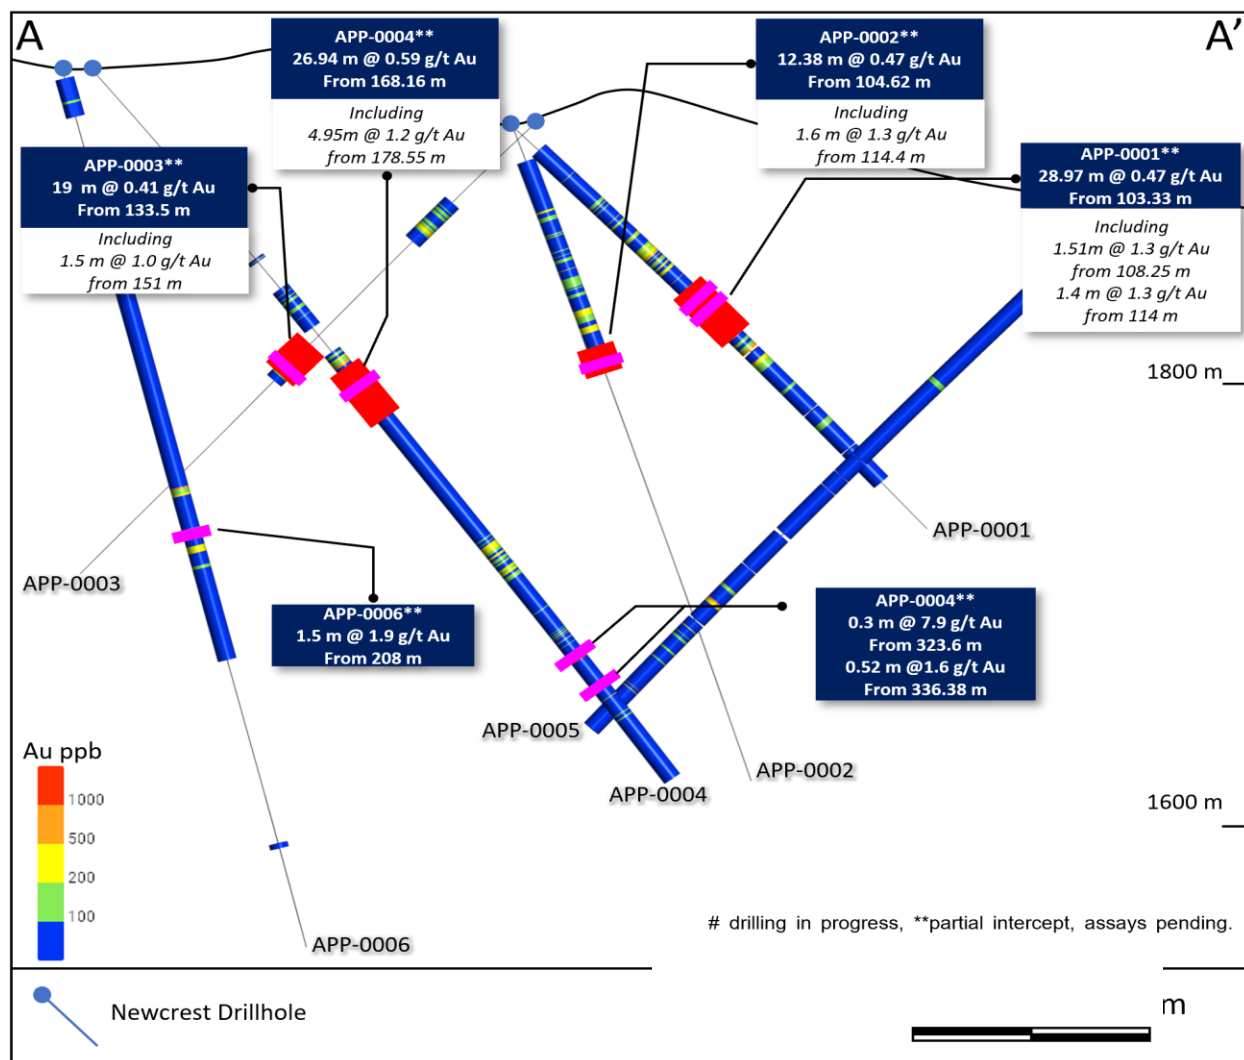 A
A’
APP-0004**
26.94 m @ 0.59 g/t Au
From 168.16 m
Including
4.95m @ 1.2 g/t Au
from 178.55 m
APP-0002**
12.38 m @ 0.47 g/t Au
From 104.62 m
Including
1.6 m @ 1.3 g/t Au
from 114.4 m
APP-0003**
19 m @ 0.41 g/t Au
From 133.5 m
Including
1.5 m @ 1.0 g/t Au
from 151 m
APP-0001**
28.97 m @ 0.47 g/t Au
From 103.33 m
Including
1.51m @ 1.3 g/t Au
from 108.25 m
1.4 m @ 1.3 g/t Au
from 114 m
1800 m
APP-0001
APP-0003
APP-0006**
1.5 m @ 1.9 g/t Au
From 208 m
APP-0004**
0.3 m @ 7.9 g/t Au
From 323.6 m
0.52 m @1.6 g/t Au
From 336.38 m
APP-0005
APP-0002
APP-0004
1600 m
Au ppb
1000
500
200
100
APP-0006
# drilling in progress, **partial intercept, assays pending.
Newcrest Drillhole
m